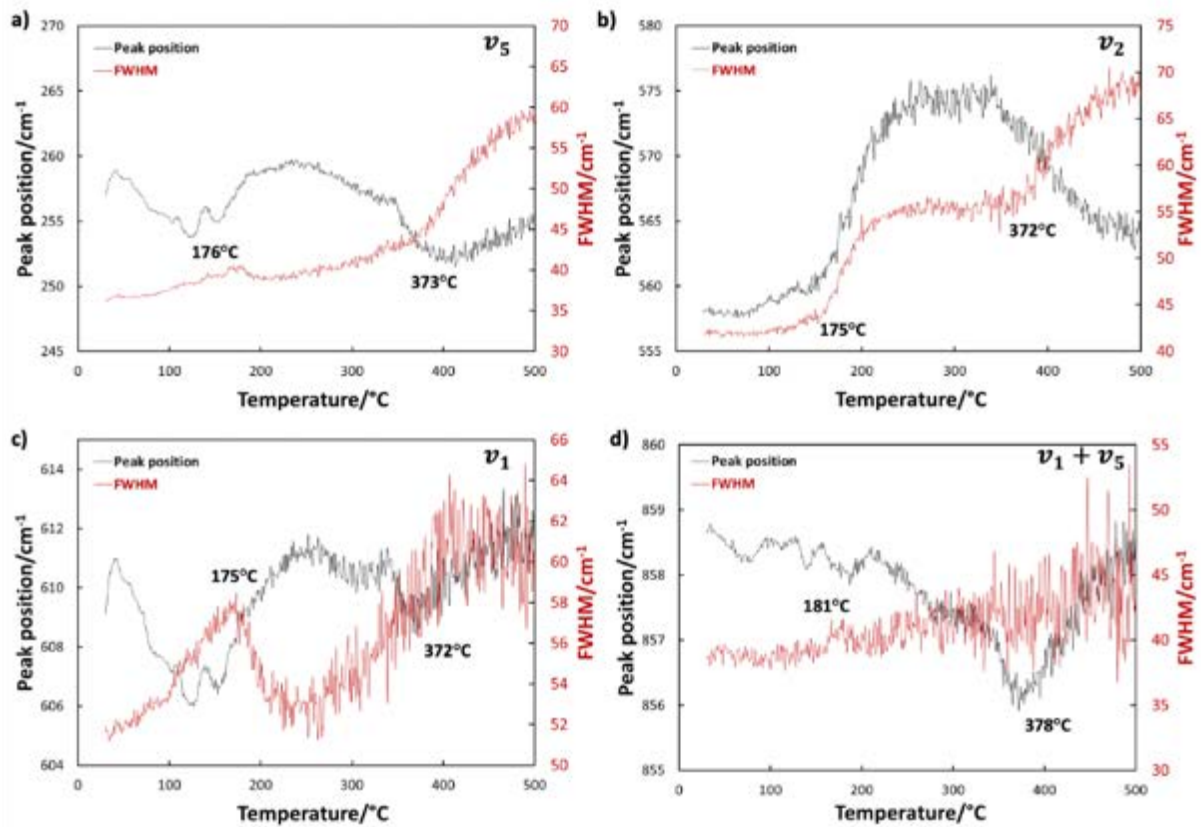 a)
Peak position
FWHM
v5
270
265
260
255
250
245
70
65
60
55
50
45
40
35
30
0 100 200 300 400 500
Peak position/cm-1
FWHM/cm-1
Temperature/°C
176°C
373°C
b)
Peak position
FWHM
v2
580
575
570
565
560
555
75
70
65
60
55
50
45
40
0 100 200 300 400 500
Peak position/cm-1
FWHM/cm-1
Temperature/°C
175°C
372°C
c)
Peak position
FWHM
v1
614
612
610
608
606
604
66
64
62
60
58
56
54
52
50
0 100 200 300 400 500
Peak position/cm-1
FWHM/cm-1
Temperature/°C
175°C
372°C
d)
Peak position
FWHM
v1 + v5
860
859
858
857
856
855
55
50
45
40
35
30
0 100 200 300 400 500
Peak position/cm-1
FWHM/cm-1
Temperature/°C
181°C
378°C